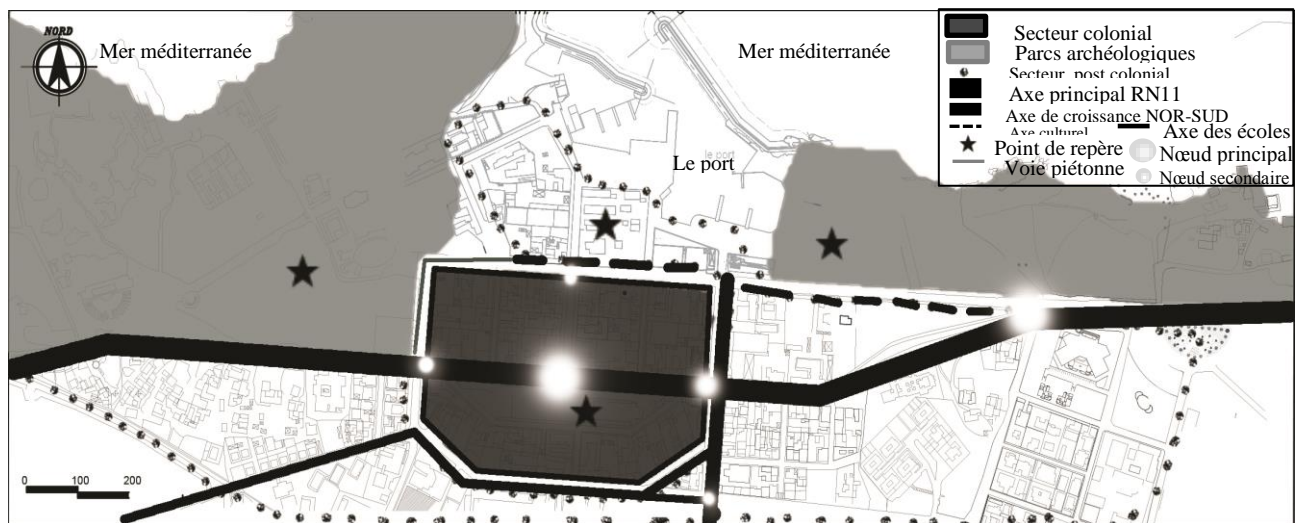 NORD
Mer méditerranée
Mer méditerranée
le port
Le port
0 100 200
Secteur colonial
Parcs archéologiques
Secteur post colonial
Axe principal RN11
Axe de croissance NOR-SUD
Axe culturel
Axe des écoles
Point de repère
Nœud principal
Voie piétonne
Nœud secondaire